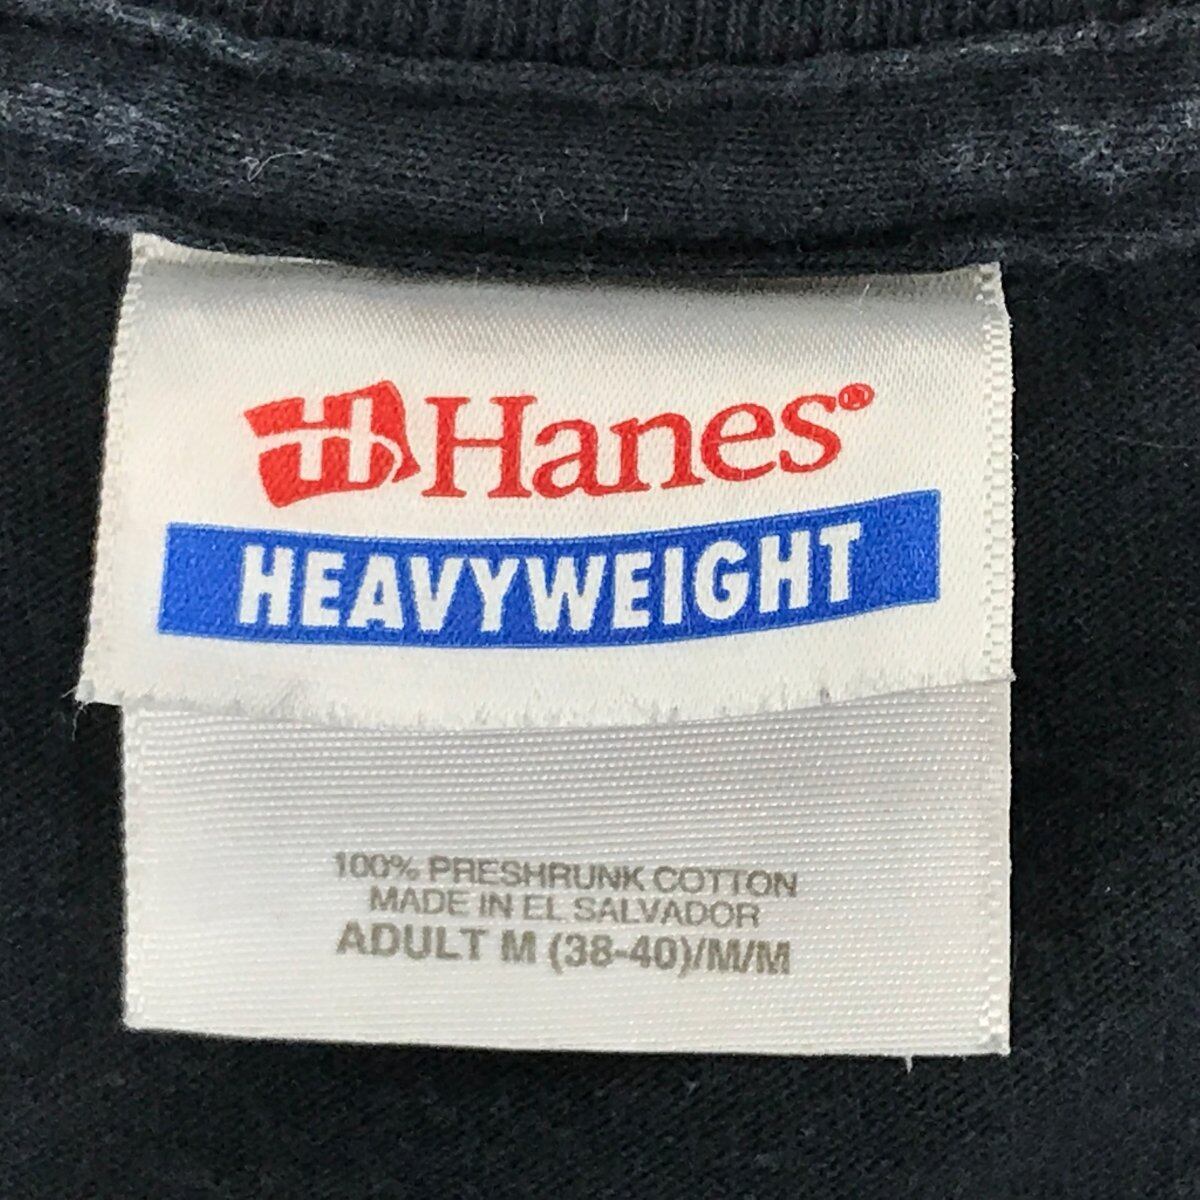 H Hanes®
HEAVYWEIGHT
100% PRESHRUNK COTTON
MADE IN EL SALVADOR
ADULT M (38-40)/M/M